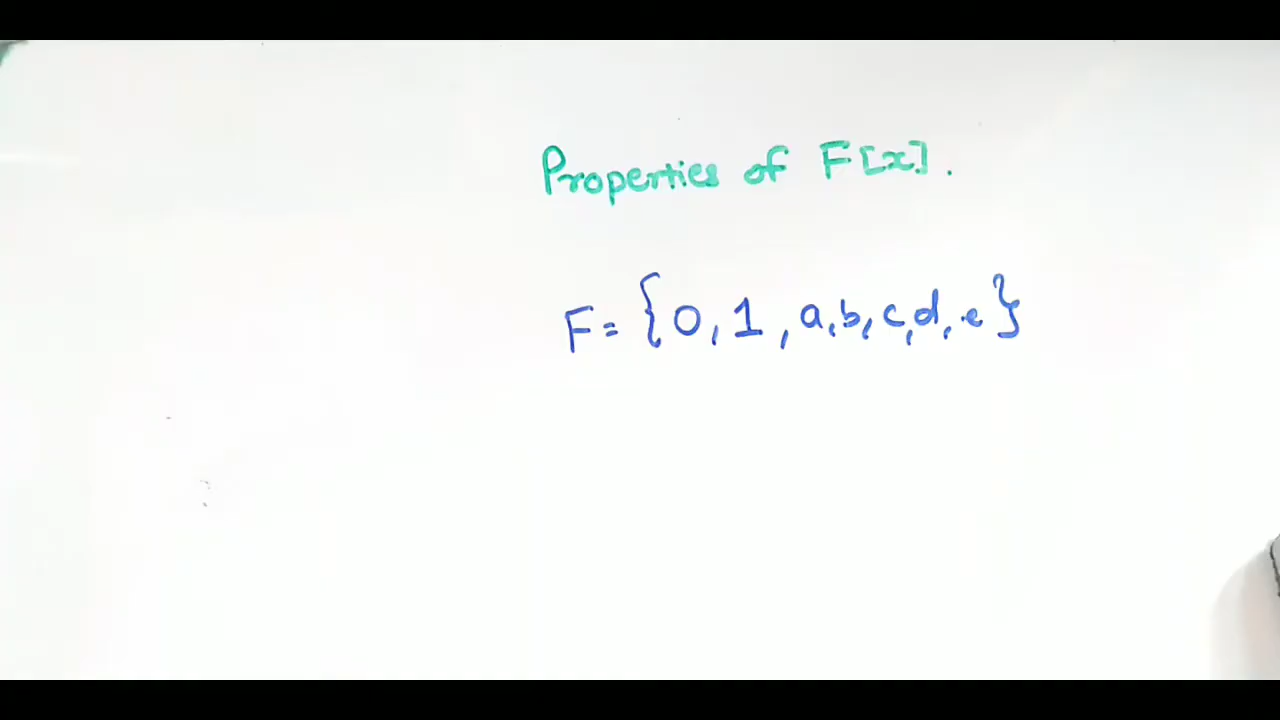 Properties of F[x].
F = {0, 1, a, b, c, d, e}